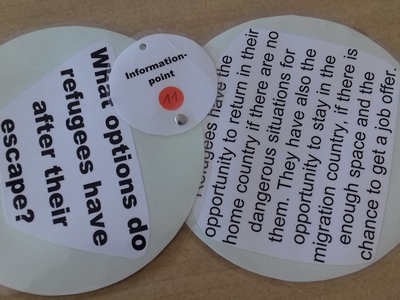 What options do
refugees have
after their
escape?
Information-
point
11
Refugees have the
opportunity to return in their
home country if there are no
dangerous situations for
them. They have also the
opportunity to stay in the
migration country, if there is
enough space and the
chance to get a job offer.